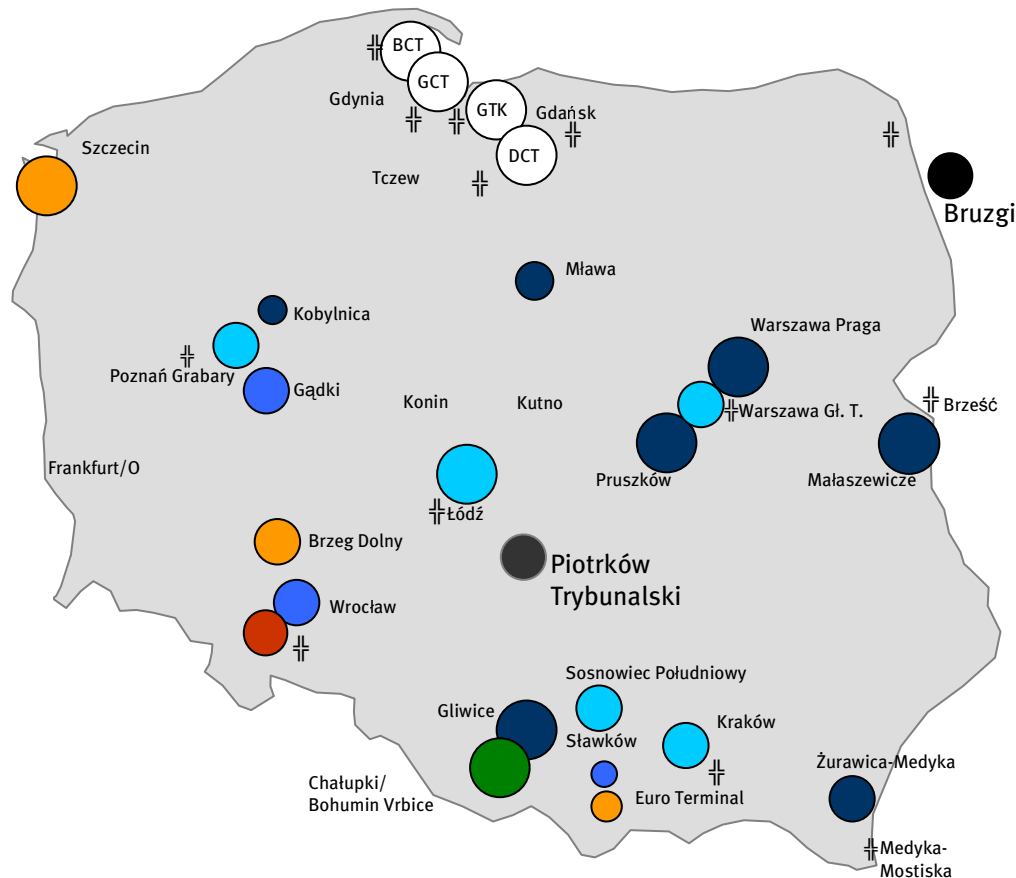 BCT
GCT
Gdynia
GTK
Gdańsk
DCT
Szczecin
Tczew
Bruzgi
Mława
Kobylnica
Warszawa Praga
Poznań Grabary
Gądki
Konin
Kutno
Warszawa Gł. T.
Brześć
Frankfurt/O
Pruszków
Małaszewicze
Łódź
Brzeg Dolny
Piotrków
Trybunalski
Wrocław
Sosnowiec Południowy
Gliwice
Kraków
Sławków
Żurawica-Medyka
Chałupki/
Bohumin Vrbice
Euro Terminal
Medyka-
Mostiska